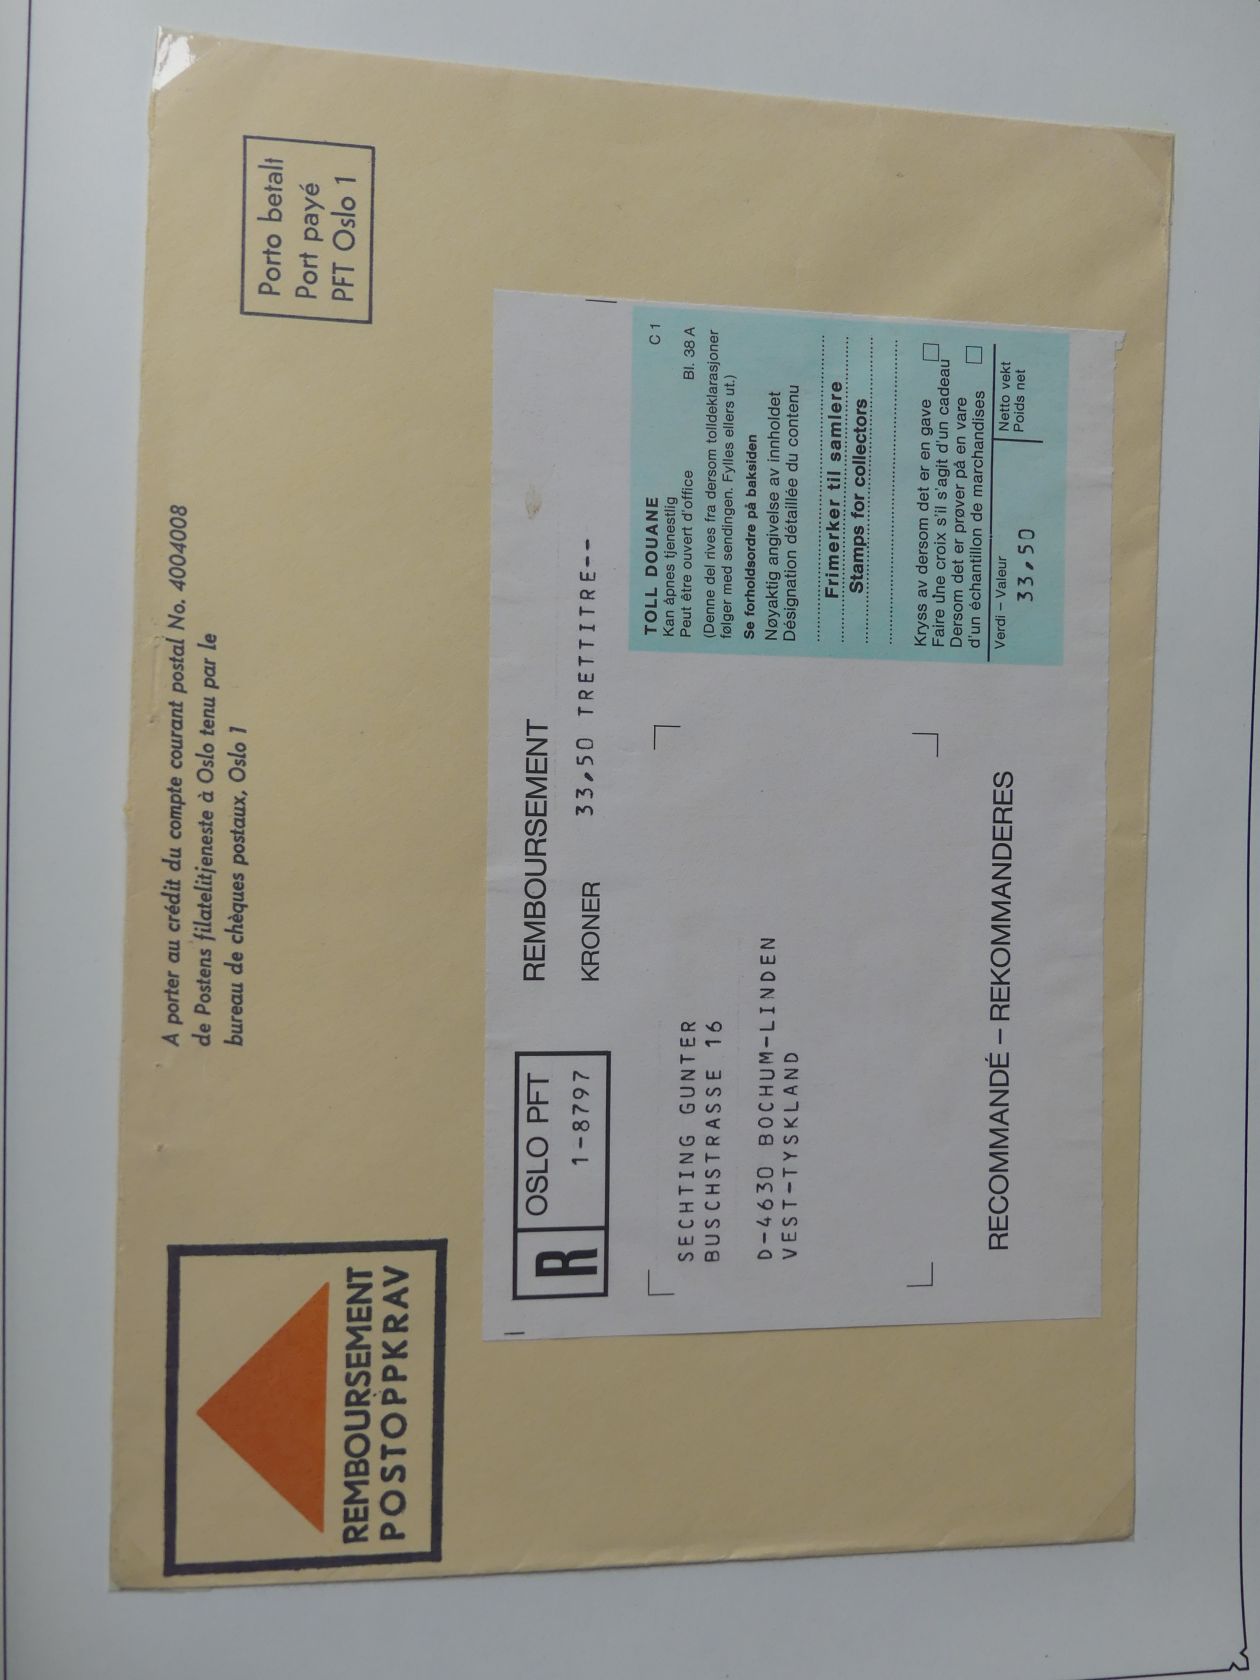 A porter au crédit du compte courant postal No. 4004008
de Postens filatelitjeneste à Oslo tenu par le
bureau de chèques postaux, Oslo 1
Porto betalt
Port payé
PFT Oslo 1
REMBOURSEMENT
POSTOPPKRAV
R
OSLO PFT
1-8797
REMBOURSEMENT
KRONER 33,50 TRETTITRE--
SECHTING GUNTER
BUSCHSTRASSE 16
D-4630 BOCHUM-LINDEN
VEST-TYSKLAND
RECOMMANDÉ – REKOMMANDERES
TOLL DOUANE C 1
Kan åpnes tjenestlig
Peut être ouvert d'office Bl. 38 A
(Denne del rives fra dersom tolldeklarasjoner
følger med sendingen. Fylles ellers ut.)
Se forholdsordre på baksiden
Nøyaktig angivelse av innholdet
Désignation détaillée du contenu
Frimerker til samlere
Stamps for collectors
Kryss av dersom det er en gave
Faire une croix s'il s'agit d'un cadeau
Dersom det er prøver på en vare
d'un échantillon de marchandises
Verdi – Valeur
33,50
Netto vekt
Poids net